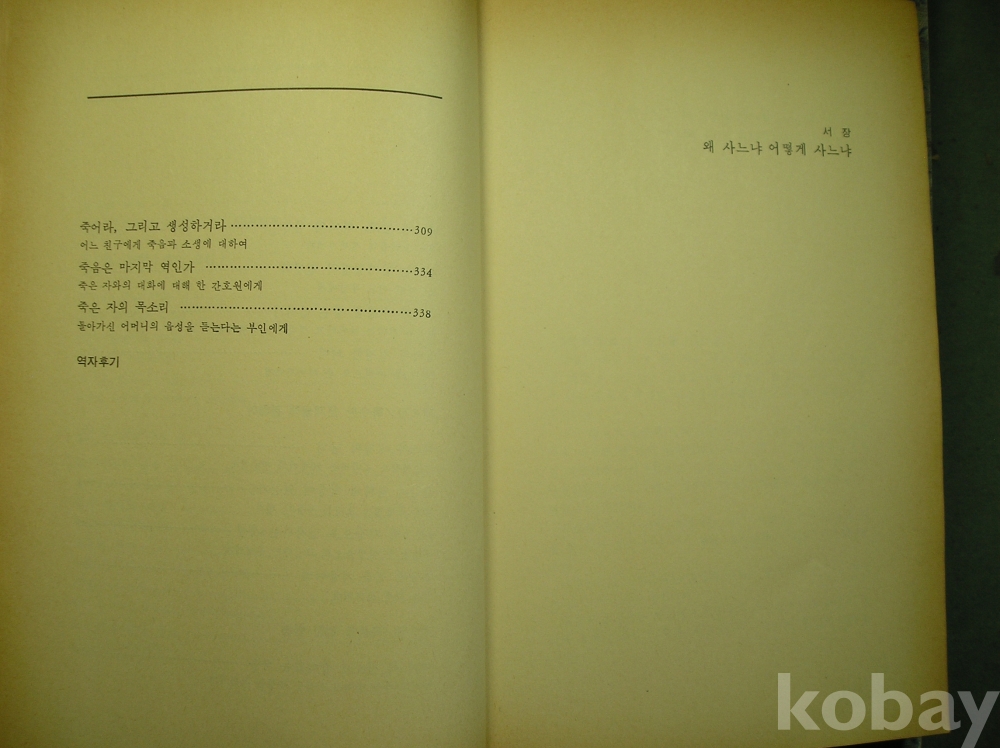 죽어라, 그리고 생성하거라 ········································ 309
어느 친구에게 죽음과 소생에 대하여
죽음은 마지막 역인가 ············································· 334
죽은 자와의 대화에 대해 한 간호원에게
죽은 자의 목소리 ·················································· 338
돌아가신 어머니의 음성을 듣는다는 부인에게
역자후기
서 장
왜 사느냐 어떻게 사느냐
kobay